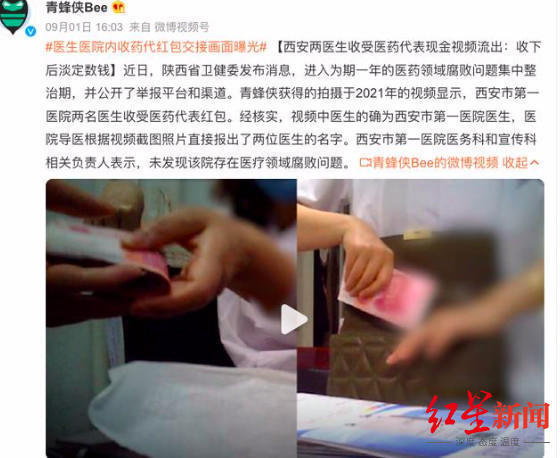 青蜂侠Bee
09月01日 16:03 来自 微博视频号
#医生医院内收药代红包交接画面曝光# 【西安两医生收受医药代表现金视频流出：收下
后淡定数钱】近日，陕西省卫健委发布消息，进入为期一年的医药领域腐败问题集中整
治期，并公开了举报平台和渠道。青蜂侠获得的拍摄于2021年的视频显示，西安市第一
医院两名医生收受医药代表红包。经核实，视频中医生的确为西安市第一医院医生，医
院导医根据视频截图照片直接报出了两位医生的名字。西安市第一医院医务科和宣传科
相关负责人表示，未发现该院存在医疗领域腐败问题。 青蜂侠Bee的微博视频 收起
红星新闻
深度 态度 温度